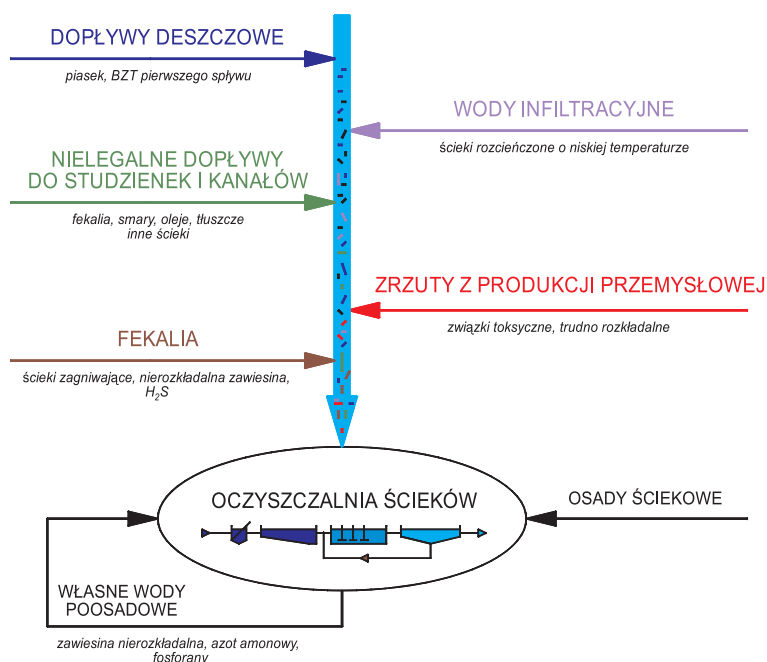 DOPŁYWY DESZCZOWE
piasek, BZT pierwszego spływu
WODY INFILTRACYJNE
ścieki rozcieńczone o niskiej temperaturze
NIELEGALNE DOPŁYWY
DO STUDZIENEK I KANAŁÓW
fekalia, smary, oleje, tłuszcze
inne ścieki
ZRZUTY Z PRODUKCJI PRZEMYSŁOWEJ
związki toksyczne, trudno rozkładalne
FEKALIA
ścieki zagniwające, nierozkładalna zawiesina,
H₂S
OCZYSZCZALNIA ŚCIEKÓW
OSADY ŚCIEKOWE
WŁASNE WODY
POOSADOWE
zawiesina nierozkładalna, azot amonowy,
fosforany